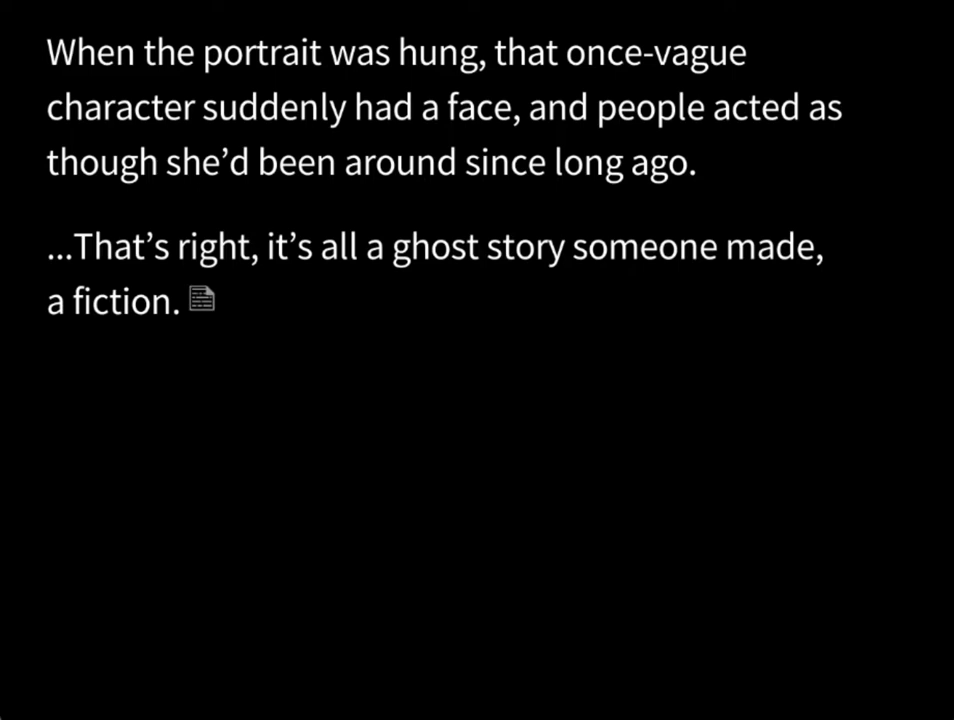 When the portrait was hung, that once-vague
character suddenly had a face, and people acted as
though she’d been around since long ago.
...That’s right, it’s all a ghost story someone made,
a fiction.